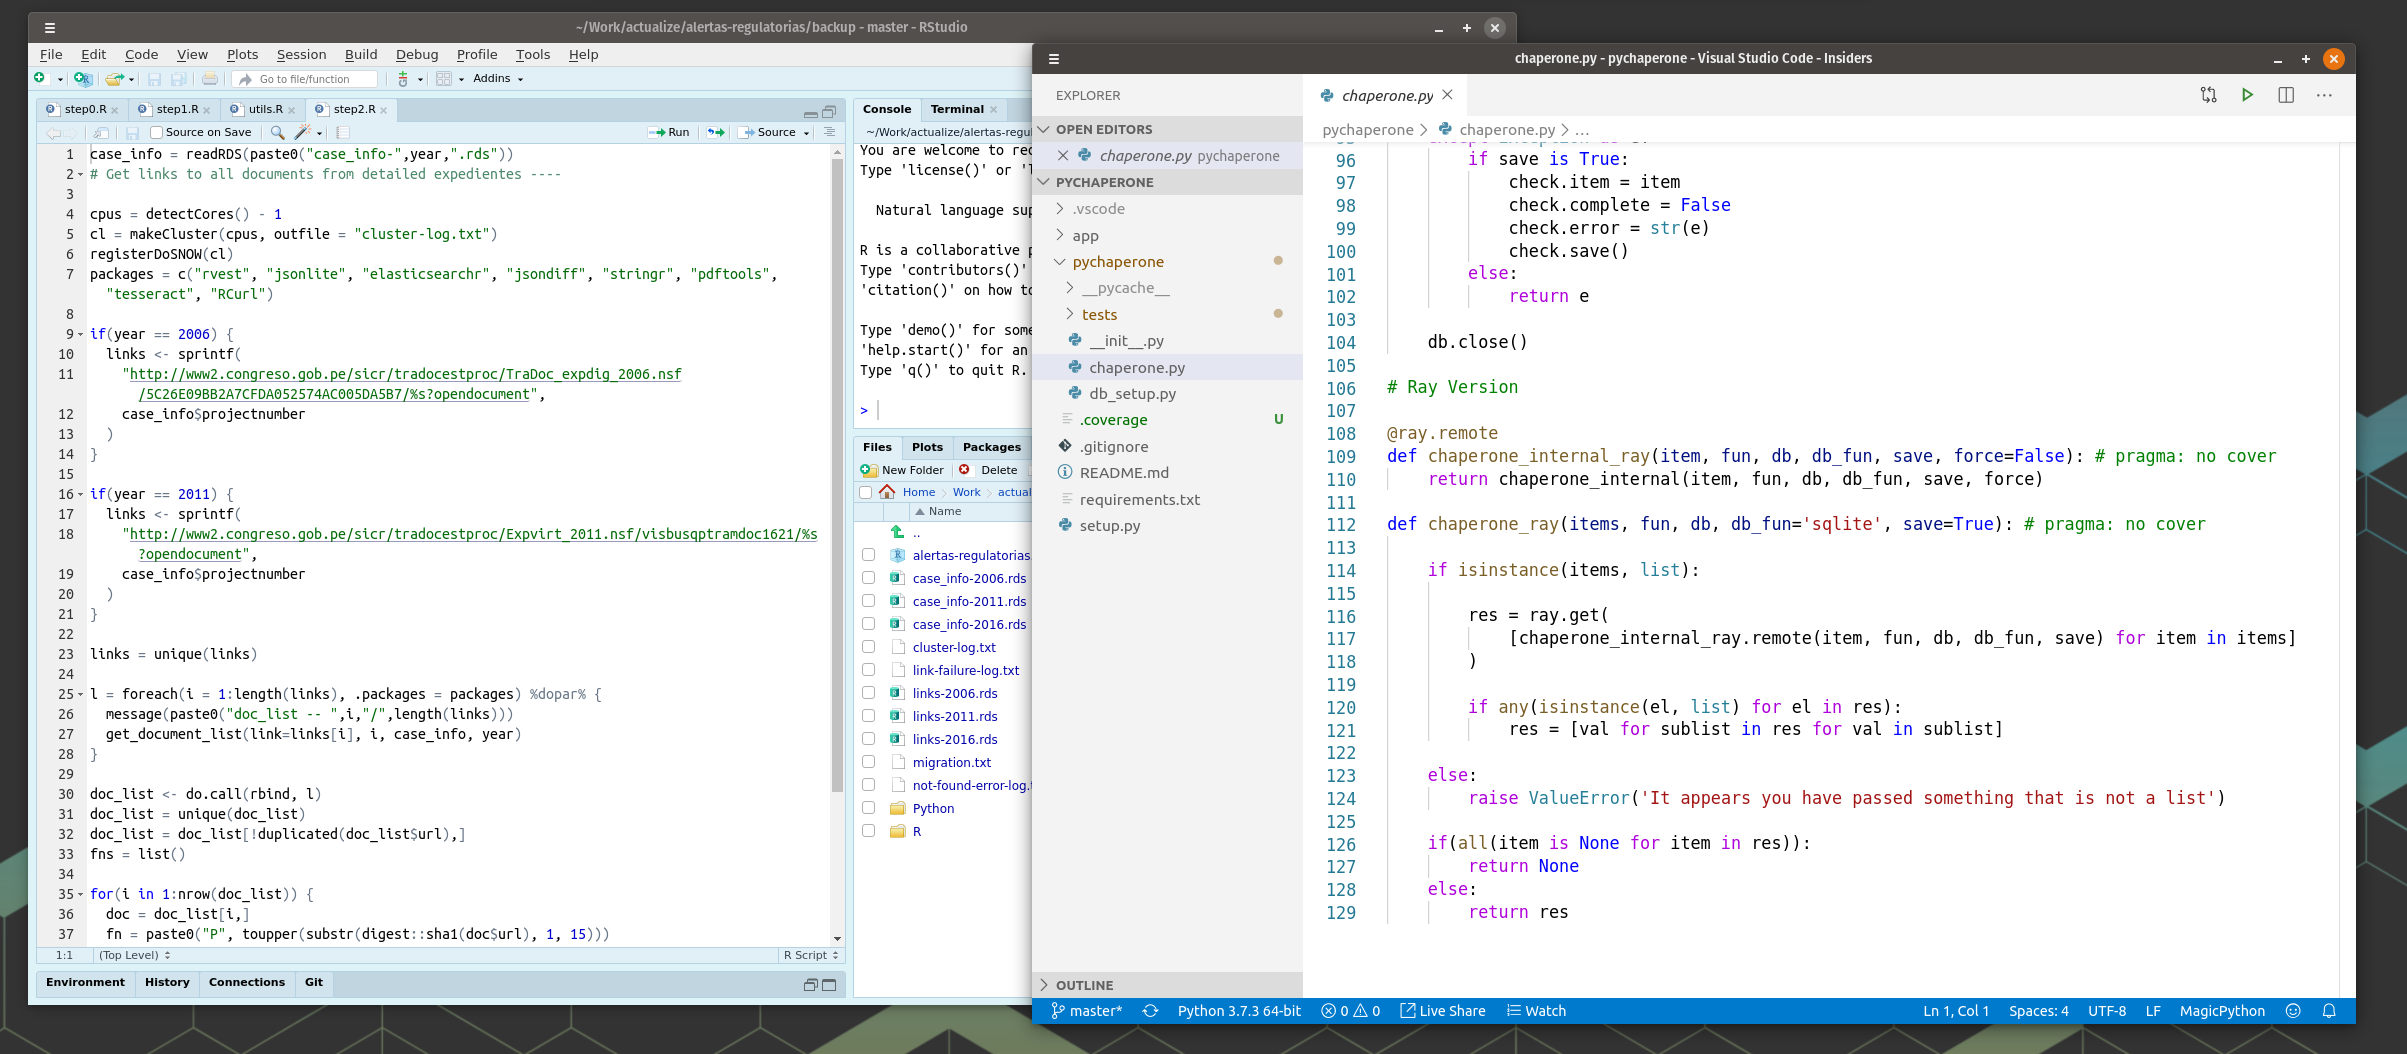 ~/Work/actualize/alertas-regulatorias/backup - master - RStudio
File Edit Code View Plots Session Build Debug Profile Tools Help
Go to file/function Addins
step0.R step1.R utils.R step2.R
Source on Save Run Source
1 case_info = readRDS(paste0("case_info-",year,".rds"))
2 # Get links to all documents from detailed expedientes ----
3
4 cpus = detectCores() - 1
5 cl = makeCluster(cpus, outfile = "cluster-log.txt")
6 registerDoSNOW(cl)
7 packages = c("rvest", "jsonlite", "elasticsearchr", "jsondiff", "stringr", "pdftools",
"tesseract", "RCurl")
8
9 if(year == 2006) {
10 links <- sprintf(
11 "http://www2.congreso.gob.pe/sicr/tradocestproc/TraDoc_expdig_2006.nsf
/5C26E09BB2A7CFDA052574AC005DA5B7/%s?opendocument",
12 case_info$projectnumber
13 )
14 }
15
16 if(year == 2011) {
17 links <- sprintf(
18 "http://www2.congreso.gob.pe/sicr/tradocestproc/Expvirt_2011.nsf/visbusqptramdoc1621/%s
?opendocument",
19 case_info$projectnumber
20 )
21 }
22
23 links = unique(links)
24
25 l = foreach(i = 1:length(links), .packages = packages) %dopar% {
26 message(paste0("doc_list -- ",i,"/",length(links)))
27 get_document_list(link=links[i], i, case_info, year)
28 }
29
30 doc_list <- do.call(rbind, l)
31 doc_list = unique(doc_list)
32 doc_list = doc_list[!duplicated(doc_list$url),]
33 fns = list()
34
35 for(i in 1:nrow(doc_list)) {
36 doc = doc_list[i,]
37 fn = paste0("P", toupper(substr(digest::sha1(doc$url), 1, 15)))
1:1 (Top Level) R Script
Environment History Connections Git
Console Terminal
~/Work/actualize/alertas-regul
You are welcome to red
Type 'license()' or 'l
Natural language sup
R is a collaborative p
Type 'contributors()'
'citation()' on how to
Type 'demo()' for some
'help.start()' for an
Type 'q()' to quit R.
>
Files Plots Packages
New Folder Delete
Home Work actual
Name
..
alertas-regulatorias
case_info-2006.rds
case_info-2011.rds
case_info-2016.rds
cluster-log.txt
link-failure-log.txt
links-2006.rds
links-2011.rds
links-2016.rds
migration.txt
not-found-error-log.t
Python
R
chaperone.py - pychaperone - Visual Studio Code - Insiders
EXPLORER
OPEN EDITORS
chaperone.py pychaperone
PYCHAPERONE
.vscode
app
pychaperone
__pycache__
tests
__init__.py
chaperone.py
db_setup.py
.coverage U
.gitignore
README.md
requirements.txt
setup.py
OUTLINE
chaperone.py
pychaperone > chaperone.py > ...
95 except Exception as e:
96 if save is True:
97 check.item = item
98 check.complete = False
99 check.error = str(e)
100 check.save()
101 else:
102 return e
103
104 db.close()
105
106 # Ray Version
107
108 @ray.remote
109 def chaperone_internal_ray(item, fun, db, db_fun, save, force=False): # pragma: no cover
110 return chaperone_internal(item, fun, db, db_fun, save, force)
111
112 def chaperone_ray(items, fun, db, db_fun='sqlite', save=True): # pragma: no cover
113
114 if isinstance(items, list):
115
116 res = ray.get(
117 [chaperone_internal_ray.remote(item, fun, db, db_fun, save) for item in items]
118 )
119
120 if any(isinstance(el, list) for el in res):
121 res = [val for sublist in res for val in sublist]
122
123 else:
124 raise ValueError('It appears you have passed something that is not a list')
125
126 if(all(item is None for item in res)):
127 return None
128 else:
129 return res
master* Python 3.7.3 64-bit 0 0 Live Share Watch Ln 1, Col 1 Spaces: 4 UTF-8 LF MagicPython